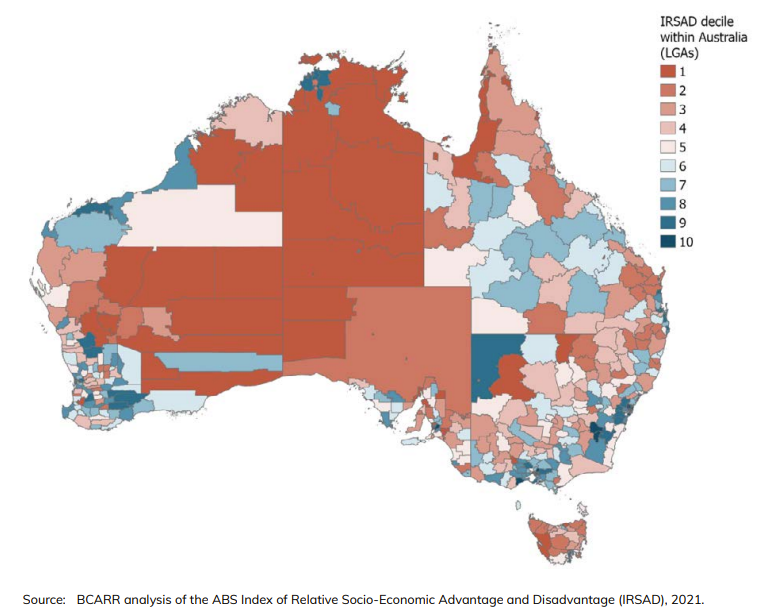 IRSAD decile
within Australia
(LGAs)
1
2
3
4
5
6
7
8
9
10
Source: BCARR analysis of the ABS Index of Relative Socio-Economic Advantage and Disadvantage (IRSAD), 2021.